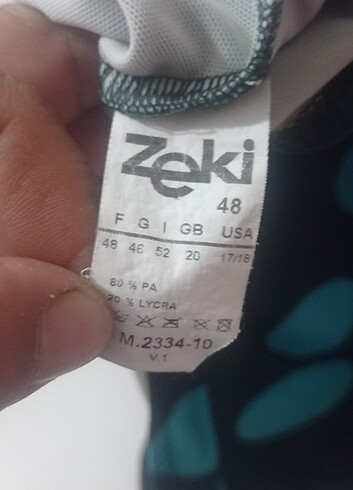 Zeki
48
F G I GB USA
48 46 52 20 17/18
80 % PA
20 % LYCRA
M.2334-10
V.1